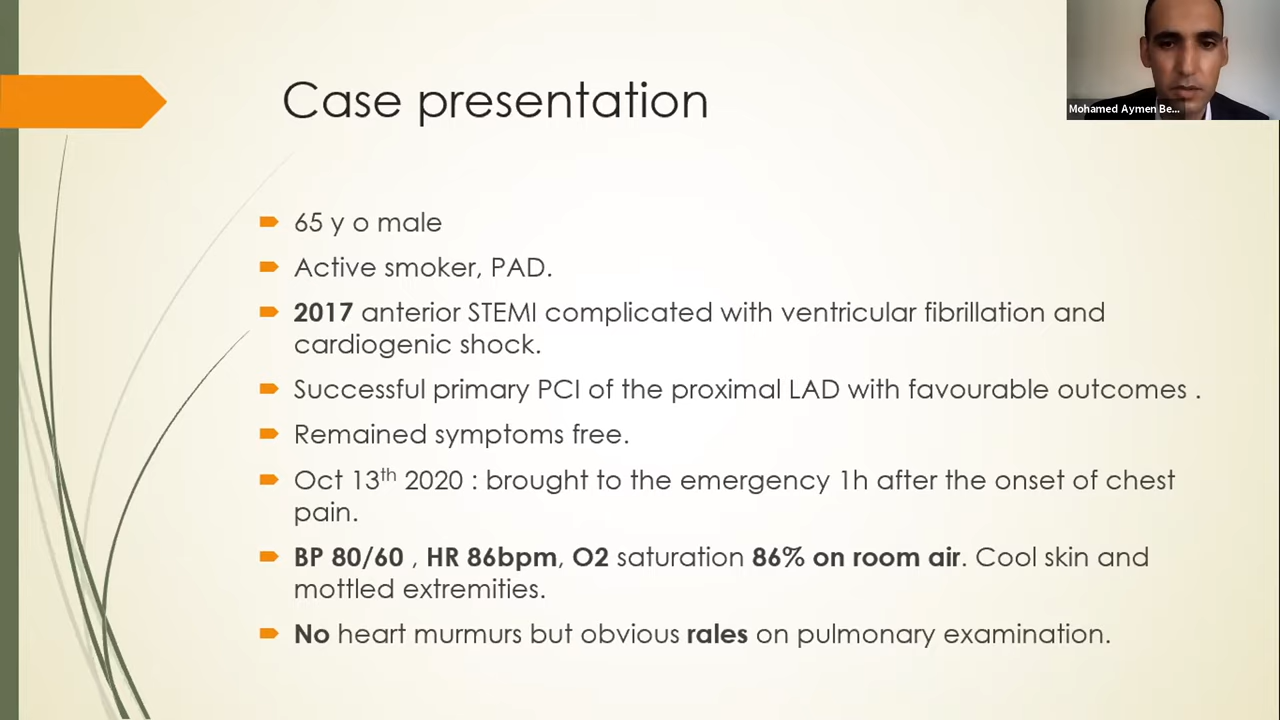 Case presentation
Mohamed Aymen Be...
65 y o male
Active smoker, PAD.
2017 anterior STEMI complicated with ventricular fibrillation and
cardiogenic shock.
Successful primary PCI of the proximal LAD with favourable outcomes .
Remained symptoms free.
Oct 13th 2020 : brought to the emergency 1h after the onset of chest
pain.
BP 80/60 , HR 86bpm, O2 saturation 86% on room air. Cool skin and
mottled extremities.
No heart murmurs but obvious rales on pulmonary examination.